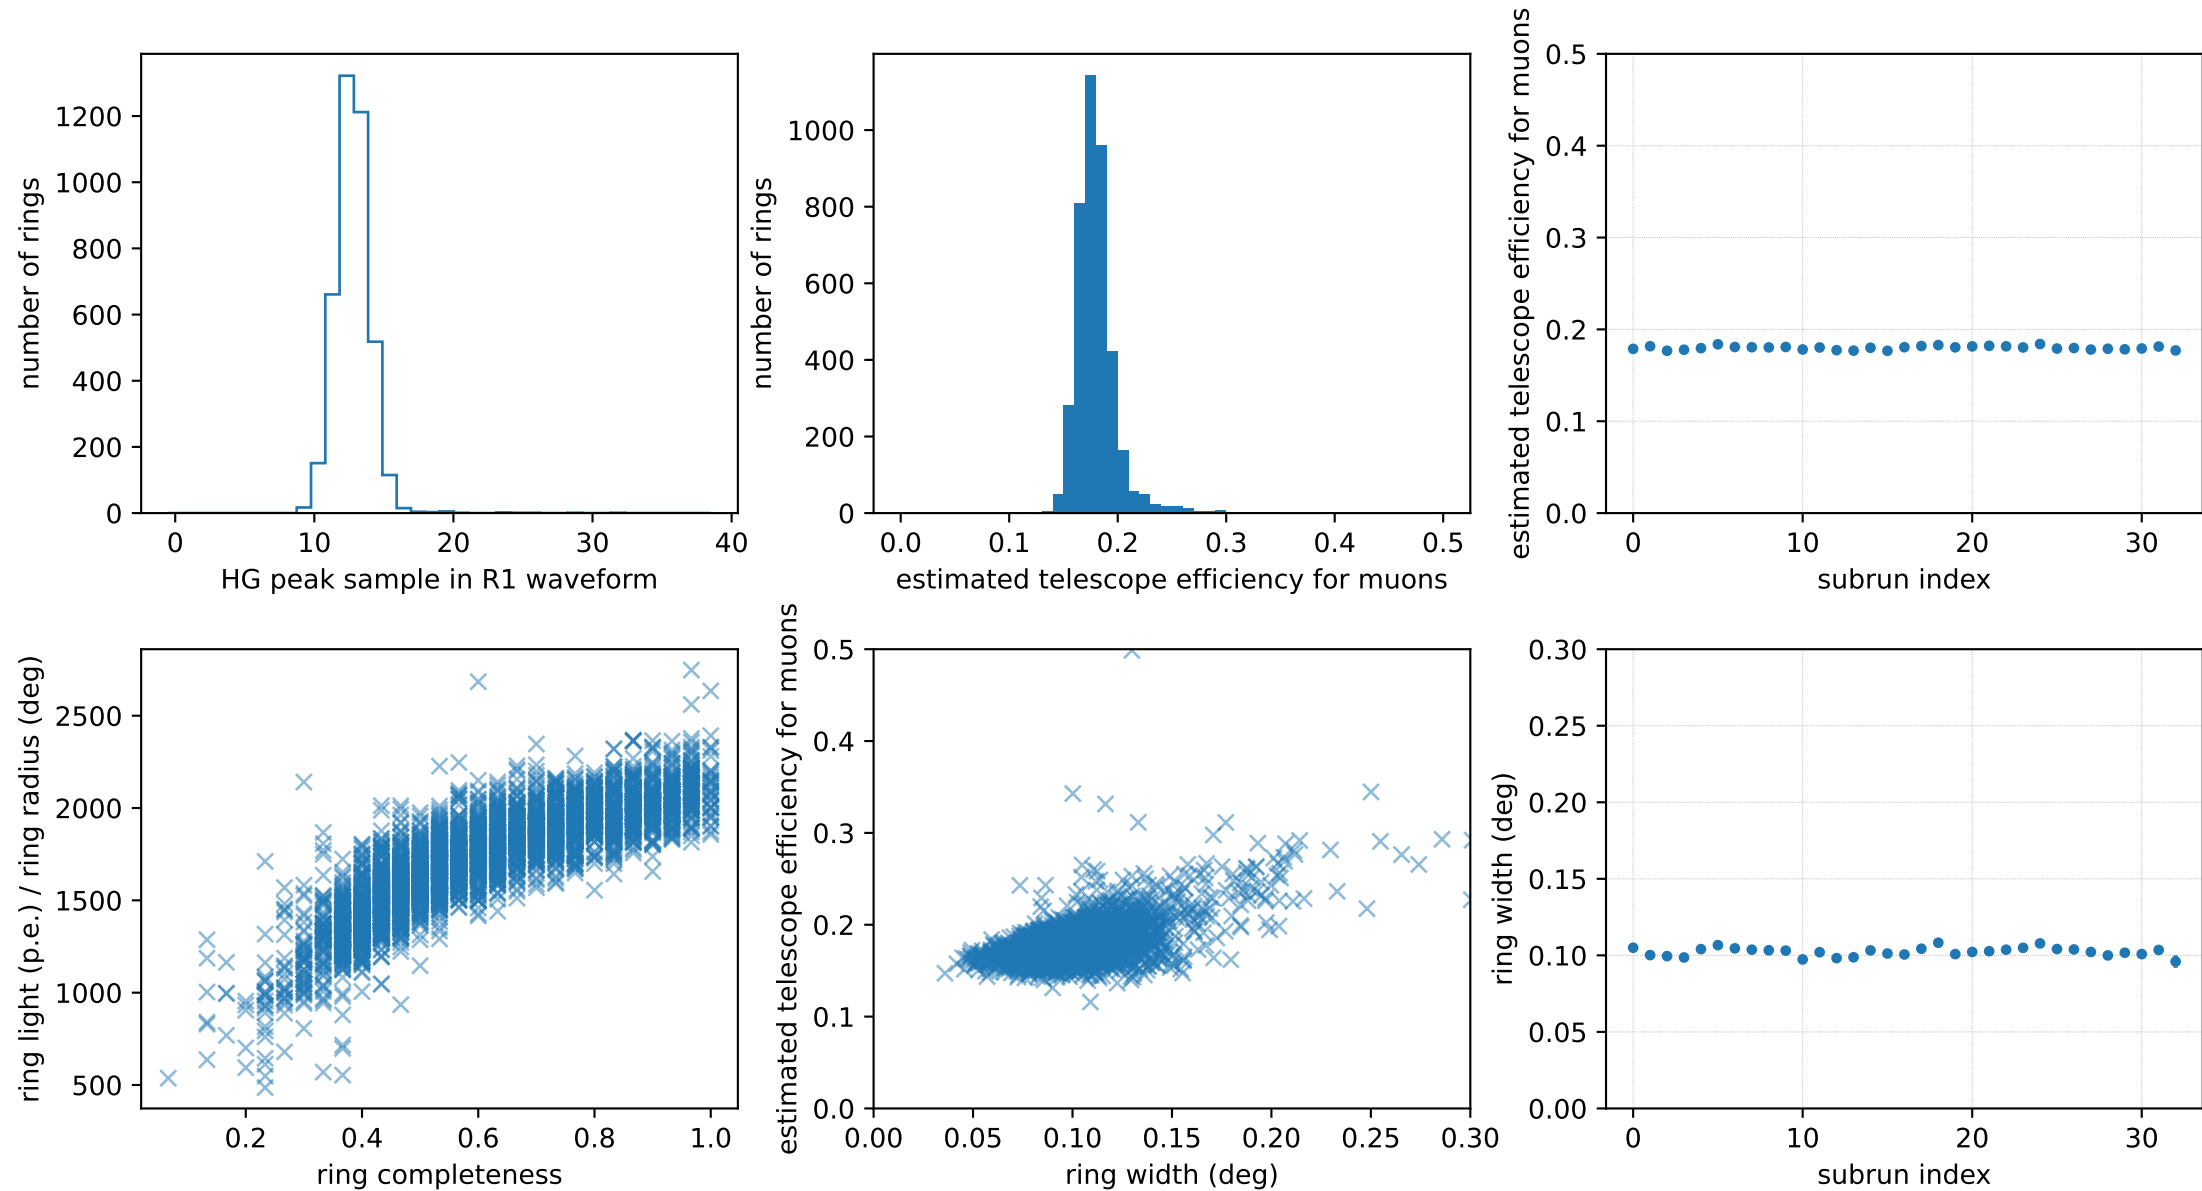 number of rings
1200
1000
800
600
400
200
0
0 10 20 30 40
HG peak sample in R1 waveform
number of rings
1000
800
600
400
200
0
0.0 0.1 0.2 0.3 0.4 0.5
estimated telescope efficiency for muons
estimated telescope efficiency for muons
0.5
0.4
0.3
0.2
0.1
0.0
0 10 20 30
subrun index
ring light (p.e.) / ring radius (deg)
2500
2000
1500
1000
500
0.2 0.4 0.6 0.8 1.0
ring completeness
estimated telescope efficiency for muons
0.5
0.4
0.3
0.2
0.1
0.0
0.00 0.05 0.10 0.15 0.20 0.25 0.30
ring width (deg)
ring width (deg)
0.30
0.25
0.20
0.15
0.10
0.05
0.00
0 10 20 30
subrun index